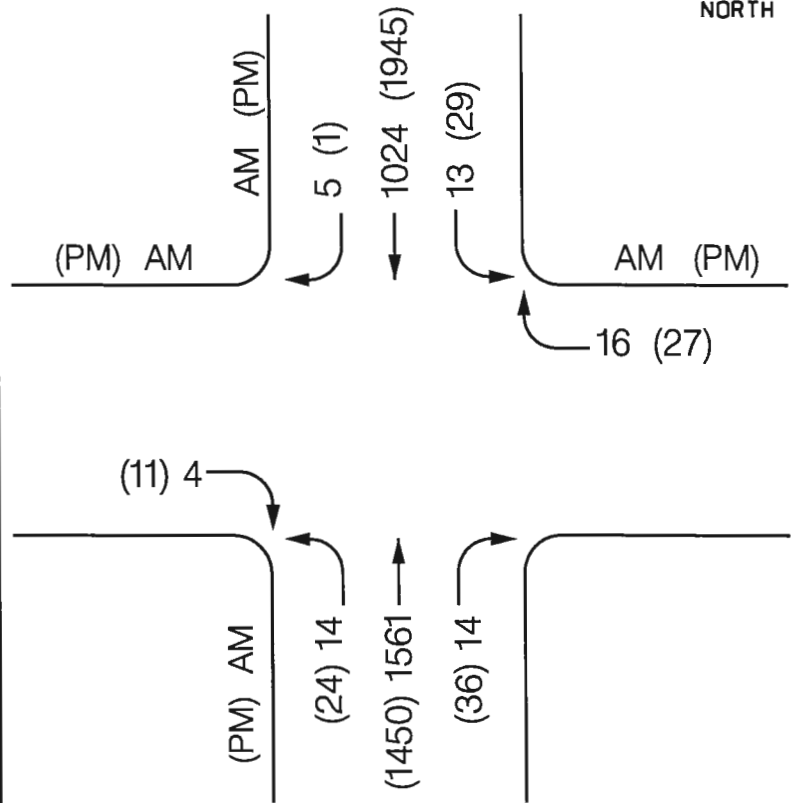 NORTH
AM (PM)
5 (1)
1024 (1945)
13 (29)
(PM) AM
AM (PM)
16 (27)
(11) 4
(PM) AM
(24) 14
(1450) 1561
(36) 14